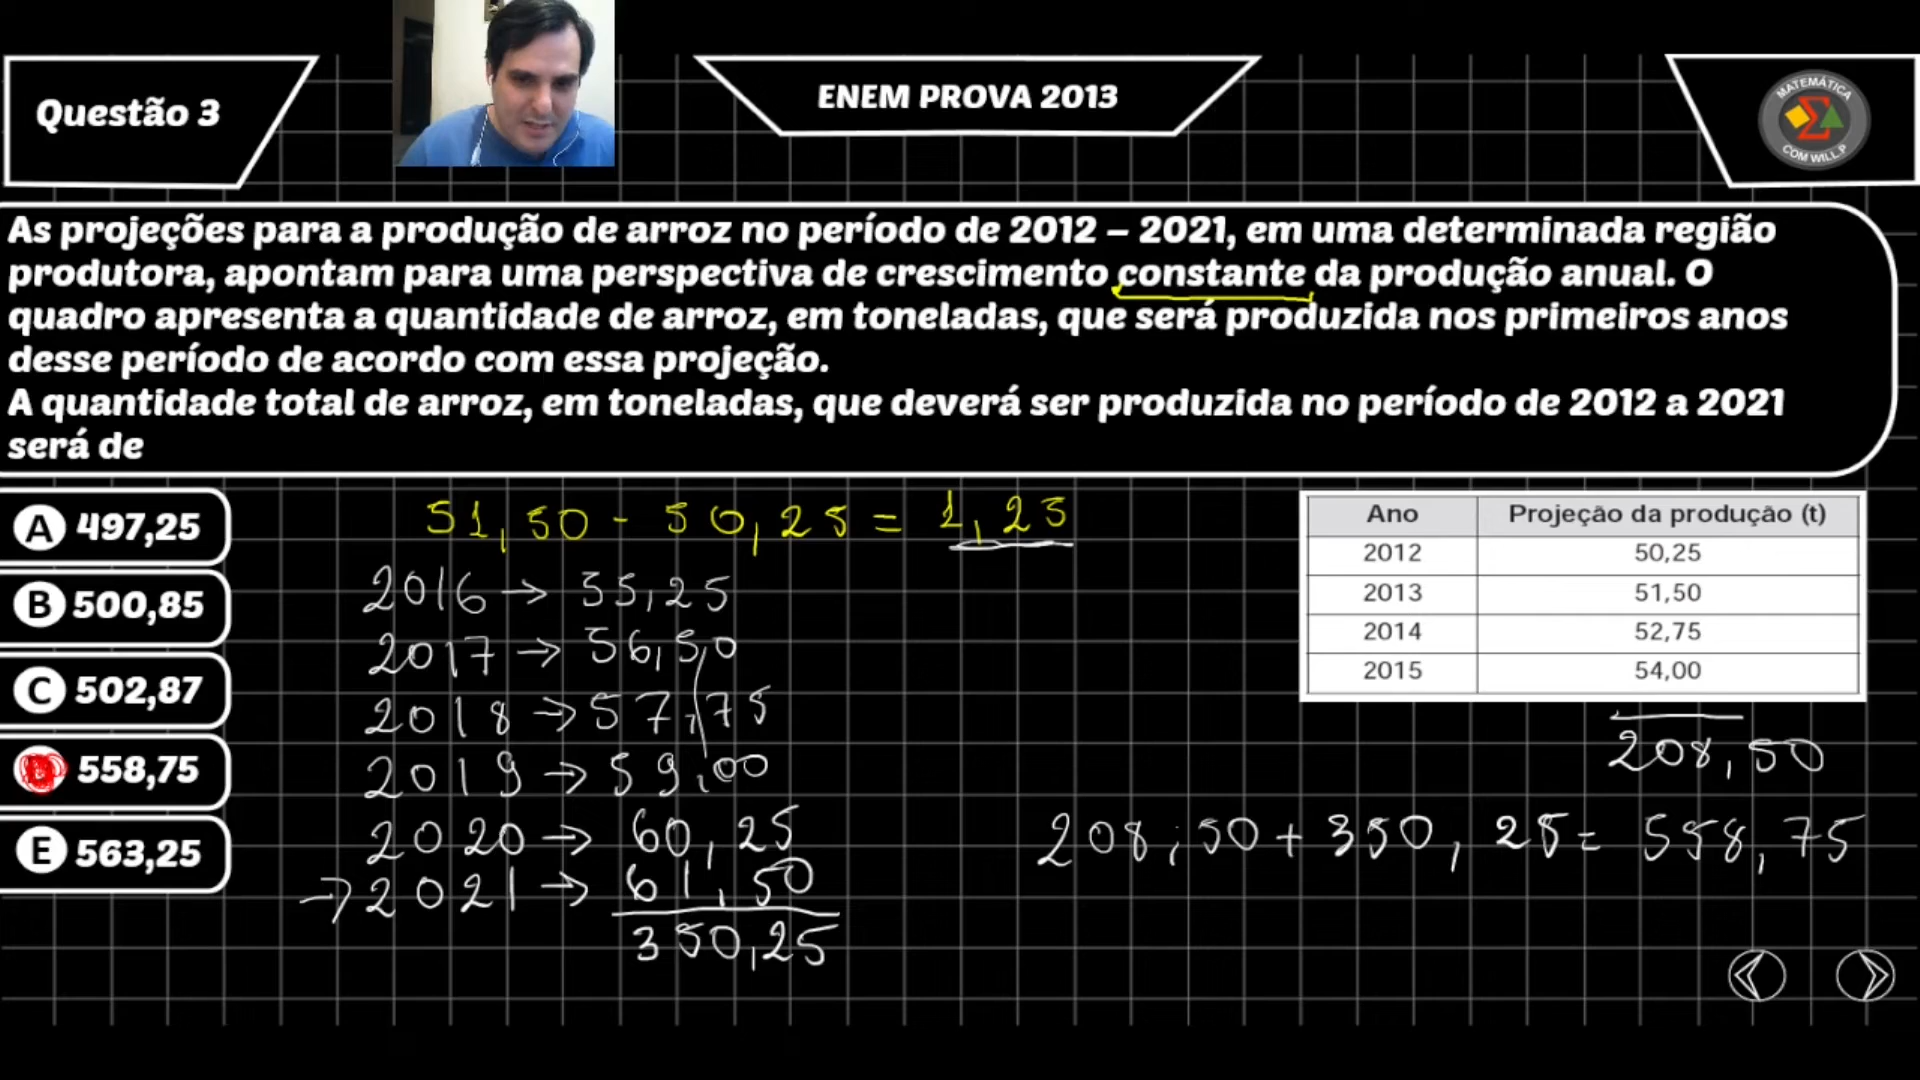 Questão 3
ENEM PROVA 2013
MATEMÁTICA
COM WILL.P
As projeções para a produção de arroz no período de 2012 – 2021, em uma determinada região
produtora, apontam para uma perspectiva de crescimento constante da produção anual. O
quadro apresenta a quantidade de arroz, em toneladas, que será produzida nos primeiros anos
desse período de acordo com essa projeção.
A quantidade total de arroz, em toneladas, que deverá ser produzida no período de 2012 a 2021
será de
A 497,25
B 500,85
C 502,87
558,75
E 563,25
51,50 - 50,25 = 1,25
2016 → 55,25
2017 → 56,50
2018 → 57,75
2019 → 59,00
2020 → 60,25
→ 2021 → 61,50
350,25
Ano Projeção da produção (t)
2012 50,25
2013 51,50
2014 52,75
2015 54,00
208,50
208,50 + 350,25 = 558,75